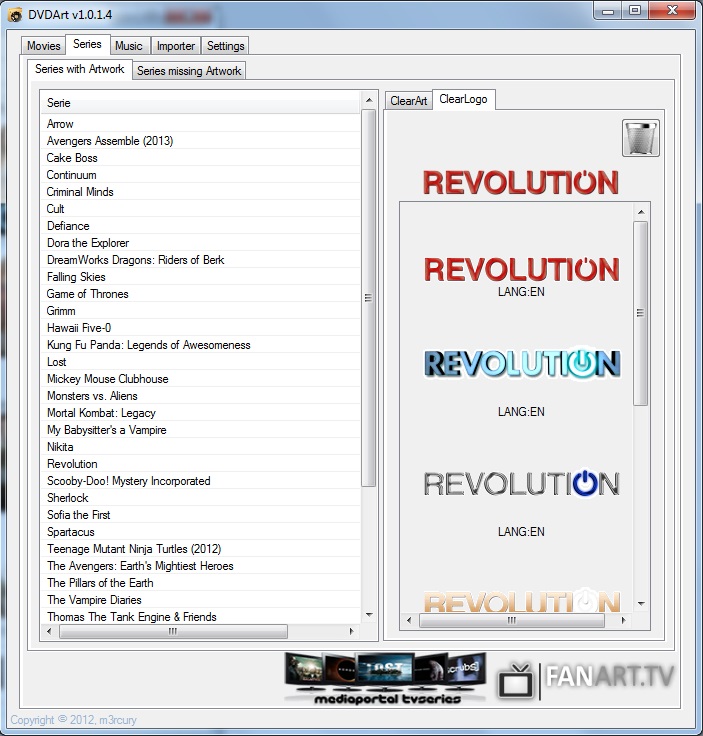 DVDArt v1.0.1.4
Movies
Series
Music
Importer
Settings
Series with Artwork
Series missing Artwork
Serie
Arrow
Avengers Assemble (2013)
Cake Boss
Continuum
Criminal Minds
Cult
Defiance
Dora the Explorer
DreamWorks Dragons: Riders of Berk
Falling Skies
Game of Thrones
Grimm
Hawaii Five-0
Kung Fu Panda: Legends of Awesomeness
Lost
Mickey Mouse Clubhouse
Monsters vs. Aliens
Mortal Kombat: Legacy
My Babysitter's a Vampire
Nikita
Revolution
Scooby-Doo! Mystery Incorporated
Sherlock
Sofia the First
Spartacus
Teenage Mutant Ninja Turtles (2012)
The Avengers: Earth's Mightiest Heroes
The Pillars of the Earth
The Vampire Diaries
Thomas The Tank Engine & Friends
ClearArt
ClearLogo
REVOLUTION
REVOLUTION
LANG:EN
REVOLUTION
LANG:EN
REVOLUTION
LANG:EN
REVOLUTION
LOST
scrubs
mediaportal tvseries
FANART.TV
Copyright © 2012, m3rcury